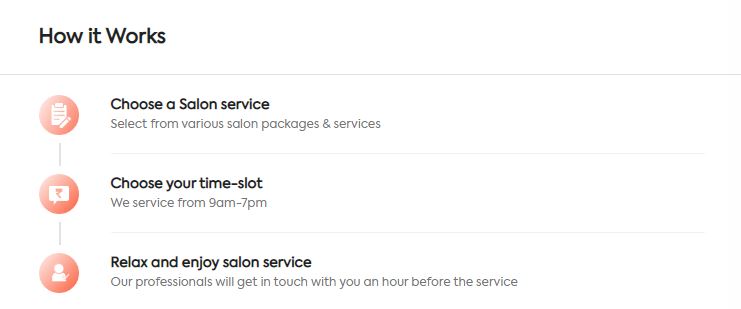 How it Works
Choose a Salon service
Select from various salon packages & services
₹
Choose your time-slot
We service from 9am-7pm
Relax and enjoy salon service
Our professionals will get in touch with you an hour before the service